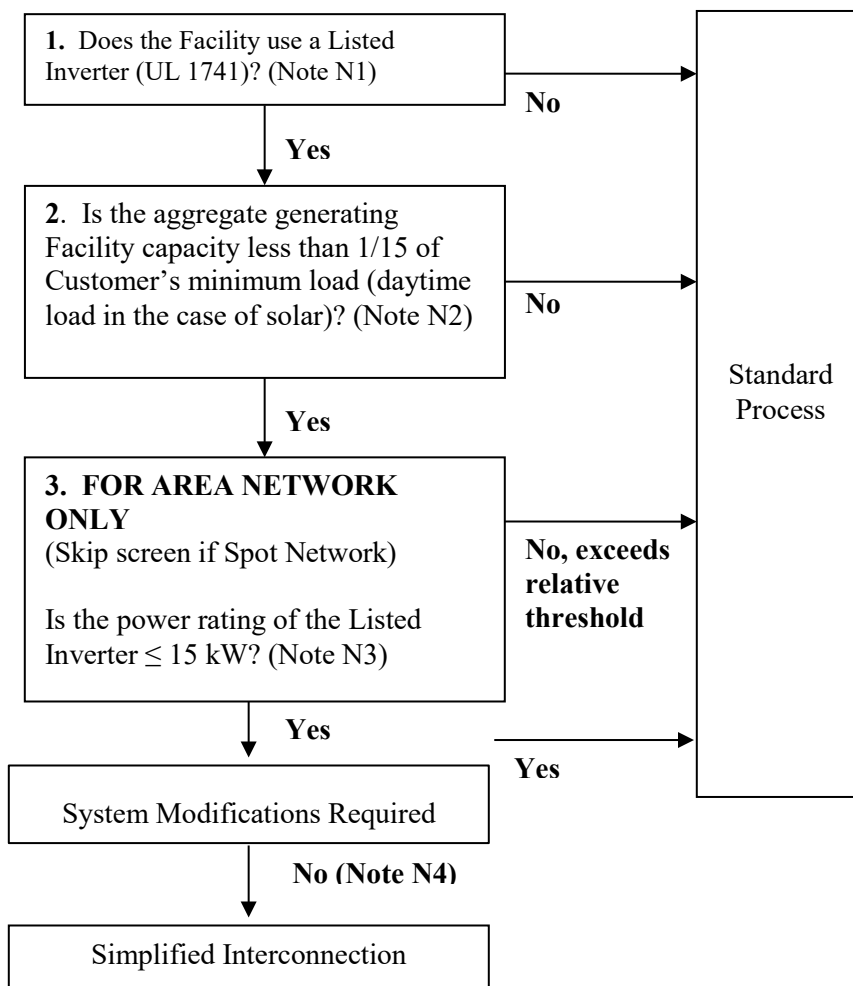 1. Does the Facility use a Listed
Inverter (UL 1741)? (Note N1)
No
Yes
2. Is the aggregate generating
Facility capacity less than 1/15 of
Customer’s minimum load (daytime
load in the case of solar)? (Note N2)
No
Yes
Standard
Process
3. FOR AREA NETWORK
ONLY
(Skip screen if Spot Network)
Is the power rating of the Listed
Inverter ≤ 15 kW? (Note N3)
No, exceeds
relative
threshold
Yes
Yes
System Modifications Required
No (Note N4)
Simplified Interconnection